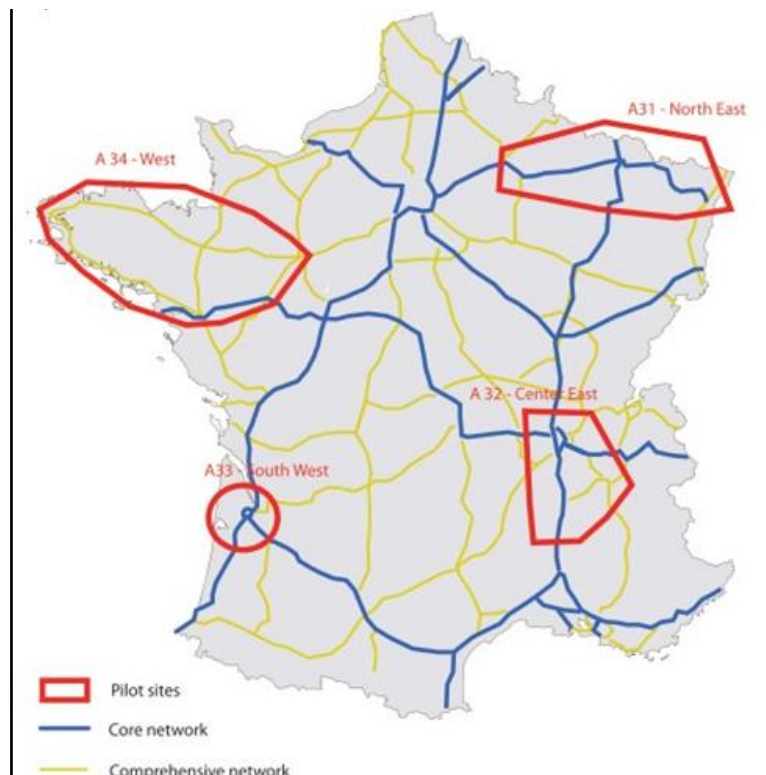 A31 - North East
A 34 - West
A 32 - Center East
A33 - South West
Pilot sites
Core network
Comprehensive network